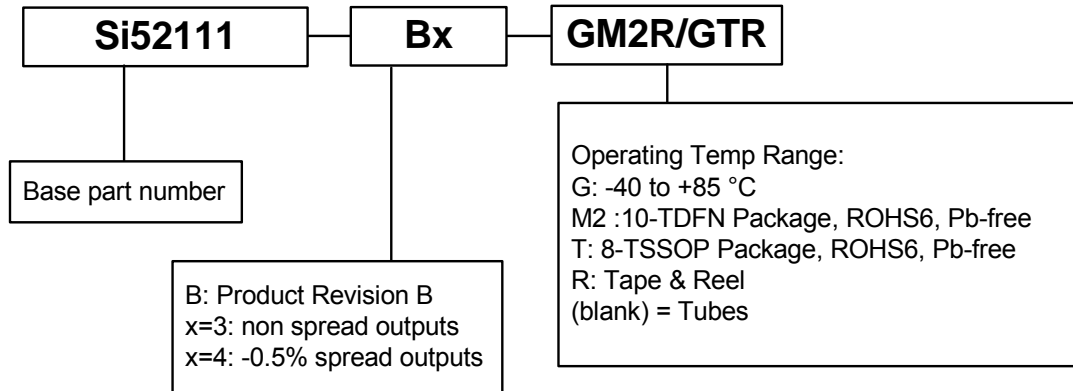 Si52111
Bx
GM2R/GTR
Base part number
B: Product Revision B
x=3: non spread outputs
x=4: -0.5% spread outputs
Operating Temp Range:
G: -40 to +85 °C
M2 :10-TDFN Package, ROHS6, Pb-free
T: 8-TSSOP Package, ROHS6, Pb-free
R: Tape & Reel
(blank) = Tubes